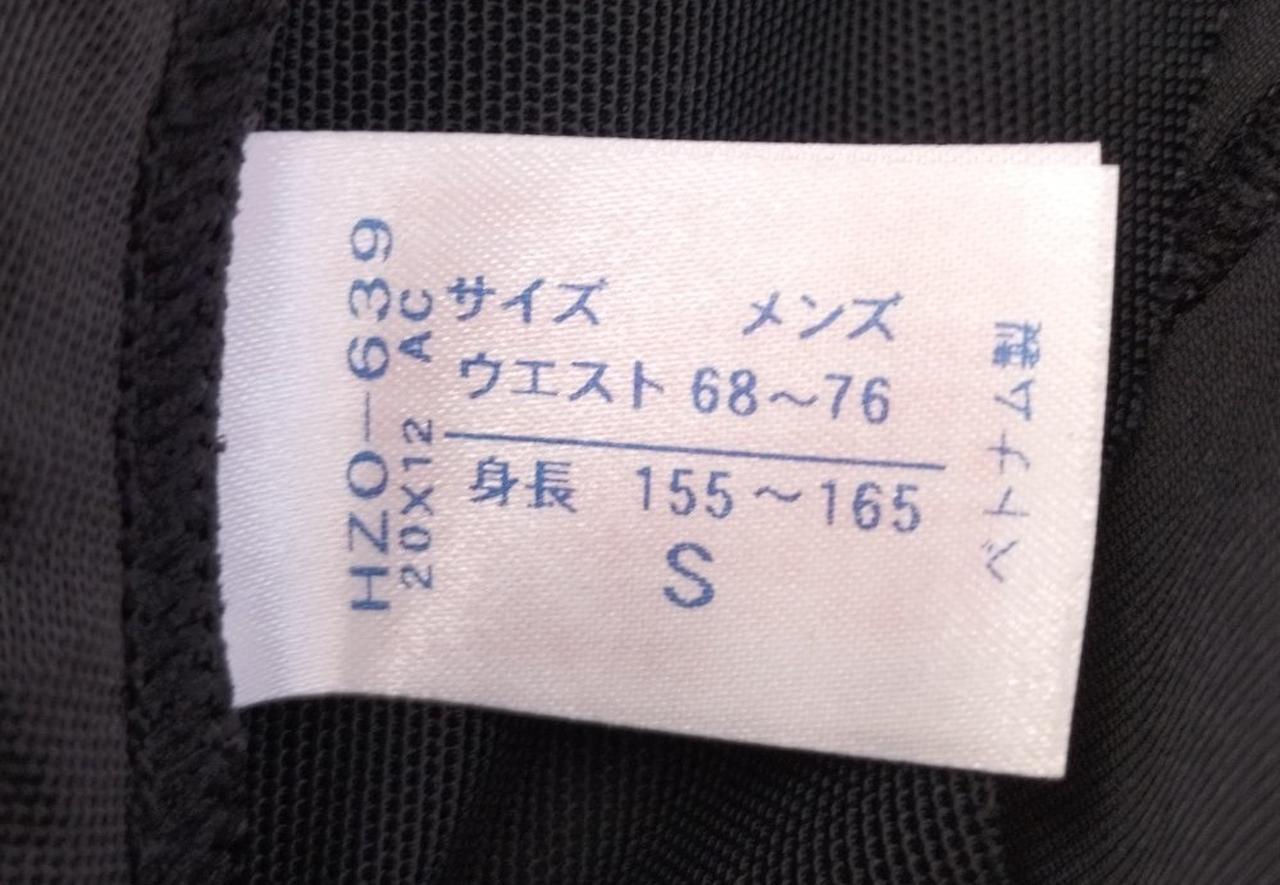 HZO-639
20X12 AC
サイズ メンズ
ウエスト 68～76
身長 155～165
S
ベトナム製